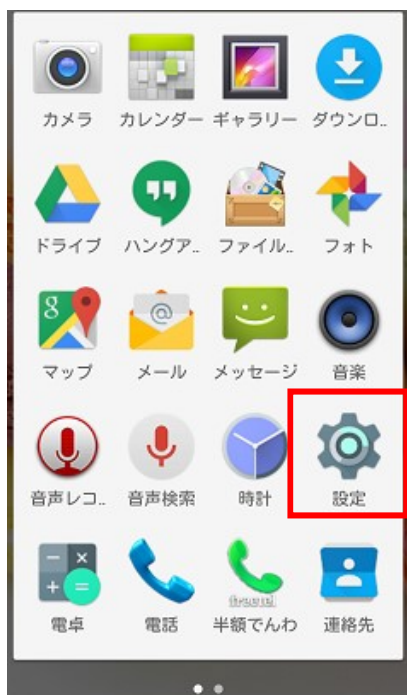 カメラ カレンダー ギャラリー ダウンロ..
ドライブ ハングア.. ファイル.. フォト
8
@
マップ メール メッセージ 音楽
音声レコ.. 音声検索 時計 設定
freetel
電卓 電話 半額でんわ 連絡先